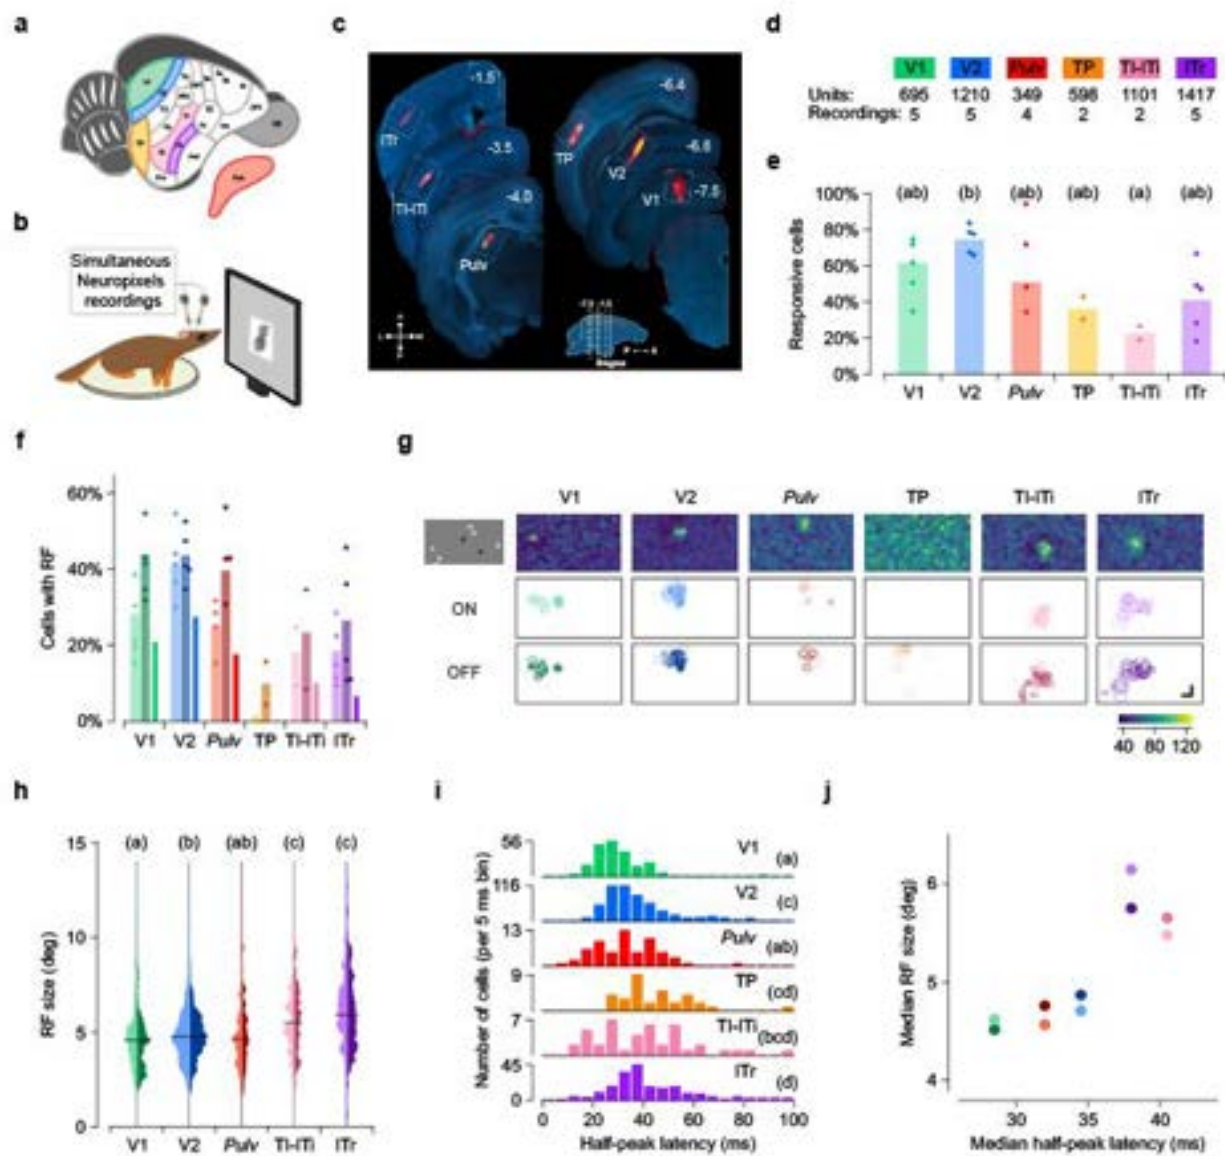 a
b
Simultaneous
Neuropixels
recordings
c
-1.5
ITr
-3.5
TI-ITi
-4.0
Pulv
-6.4
TP
-6.6
V2
V1
d
V1 V2 Pulv TP TI-ITi ITr
Units: 695 1210 349 598 1101 1417
Recordings: 5 5 4 2 2 5
e
100% (ab) (b) (ab) (ab) (a) (ab)
80%
60%
40%
20%
0%
Responsive cells
V1 V2 Pulv TP TI-ITi ITr
f
60%
40%
20%
0%
Cells with RF
V1 V2 Pulv TP TI-ITi ITr
g
V1 V2 Pulv TP TI-ITi ITr
ON
OFF
40 80 120
h
15 (a) (b) (ab) (c) (c)
10
5
0
RF size (deg)
V1 V2 Pulv TI-ITi ITr
i
Number of cells (per 5 ms bin)
56 V1 (a)
116 V2 (c)
13 Pulv (ab)
9 TP (cd)
7 TI-ITi (bcd)
45 ITr (d)
0
0 20 40 60 80 100
Half-peak latency (ms)
j
6
5
4
Median RF size (deg)
30 35 40
Median half-peak latency (ms)